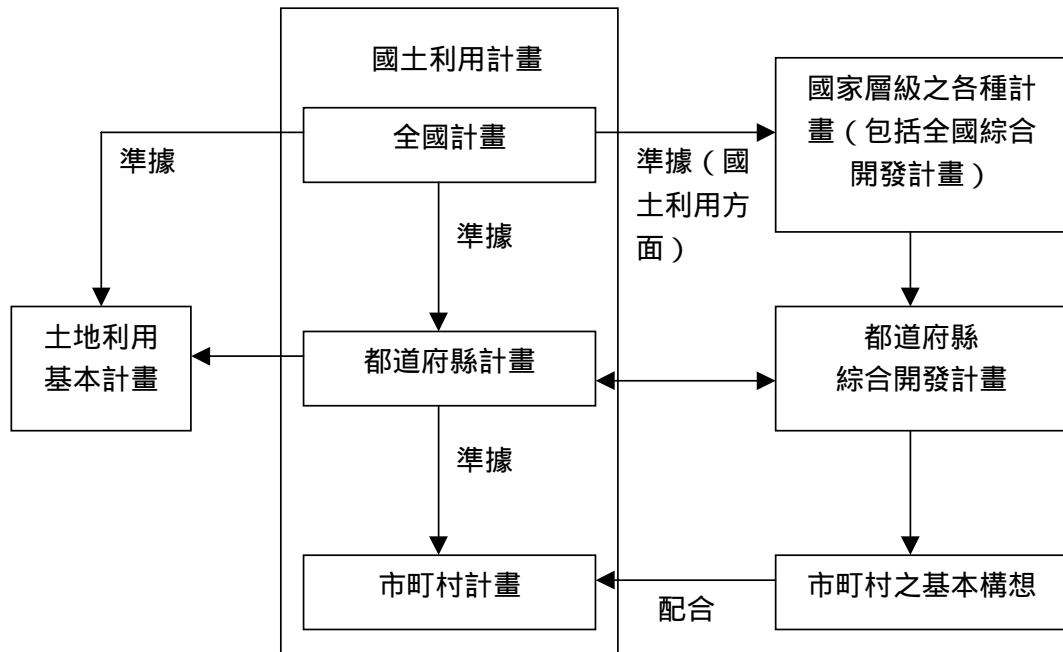 國土利用計畫
全國計畫
準據
準據（國
土利用方
面）
國家層級之各種計
畫（包括全國綜合
開發計畫）
準據
土地利用
基本計畫
都道府縣計畫
都道府縣
綜合開發計畫
準據
市町村計畫
配合
市町村之基本構想